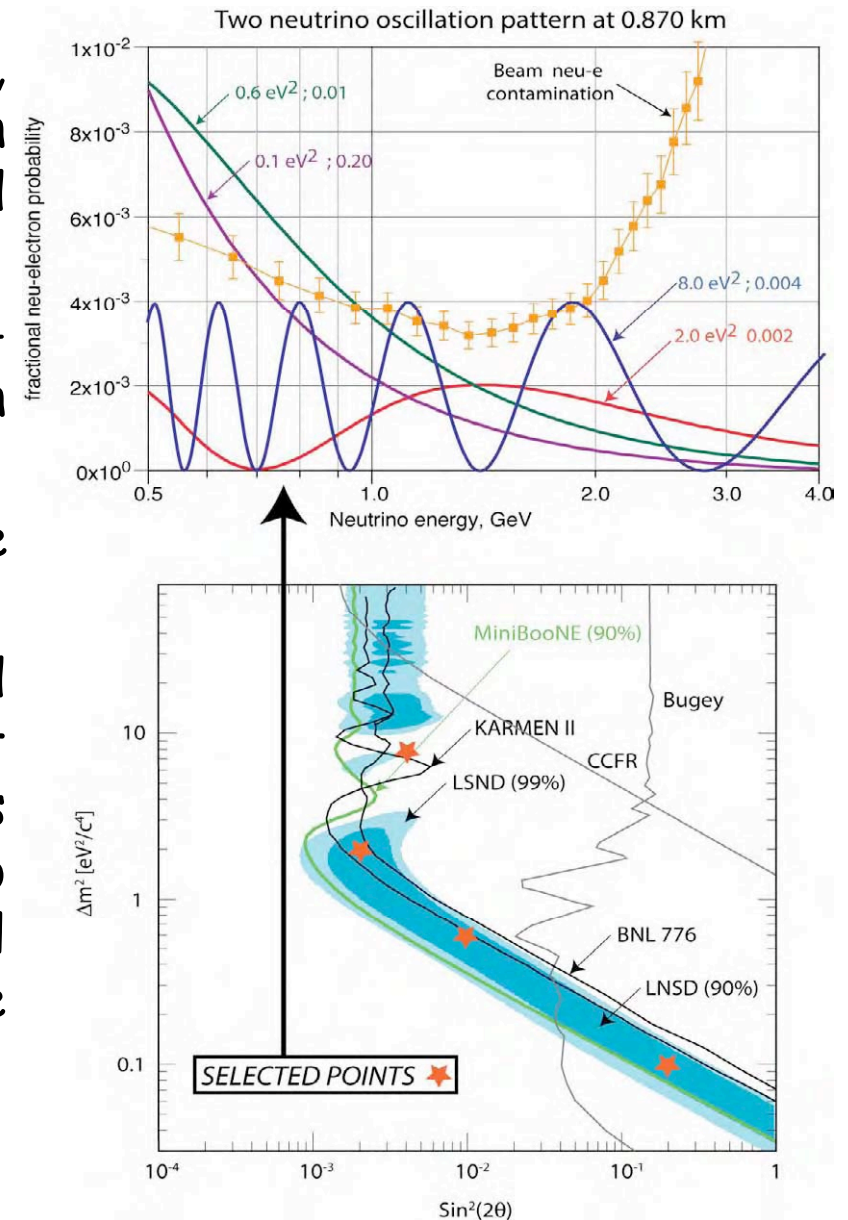 Two neutrino oscillation pattern at 0.870 km
1x10-2
8x10-3
6x10-3
4x10-3
2x10-3
0x10⁰
fractional neu-electron probability
0.6 eV2 ; 0.01
0.1 eV2 ; 0.20
Beam neu-e
contamination
8.0 eV2 ; 0.004
2.0 eV2 0.002
0.5
1.0
2.0
3.0
4.0
Neutrino energy, GeV
MiniBooNE (90%)
Bugey
KARMEN II
CCFR
LSND (99%)
BNL 776
LNSD (90%)
SELECTED POINTS
10
1
0.1
Δm² [eV²/c⁴]
10-4
10-3
10-2
10-1
1
Sin²(2θ)